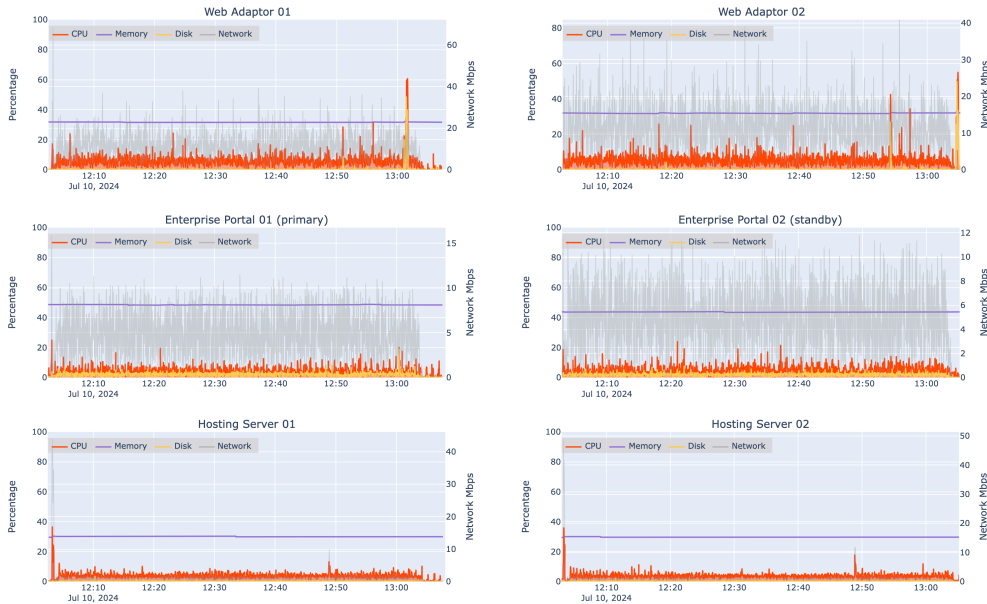 Web Adaptor 01
CPU Memory Disk Network
Percentage
100
80
60
40
20
0
60
40
20
0
Network Mbps
12:10 12:20 12:30 12:40 12:50 13:00
Jul 10, 2024
Web Adaptor 02
CPU Memory Disk Network
Percentage
80
60
40
20
0
40
35
30
25
20
15
10
5
0
Network Mbps
12:10 12:20 12:30 12:40 12:50 13:00
Jul 10, 2024
Enterprise Portal 01 (primary)
CPU Memory Disk Network
Percentage
100
80
60
40
20
0
15
10
5
0
Network Mbps
12:10 12:20 12:30 12:40 12:50 13:00
Jul 10, 2024
Enterprise Portal 02 (standby)
CPU Memory Disk Network
Percentage
100
80
60
40
20
0
12
10
8
6
4
2
0
Network Mbps
12:10 12:20 12:30 12:40 12:50 13:00
Jul 10, 2024
Hosting Server 01
CPU Memory Disk Network
Percentage
100
80
60
40
20
0
40
30
20
10
0
Network Mbps
12:10 12:20 12:30 12:40 12:50 13:00
Jul 10, 2024
Hosting Server 02
CPU Memory Disk Network
Percentage
100
80
60
40
20
0
50
40
30
20
10
0
Network Mbps
12:10 12:20 12:30 12:40 12:50 13:00
Jul 10, 2024